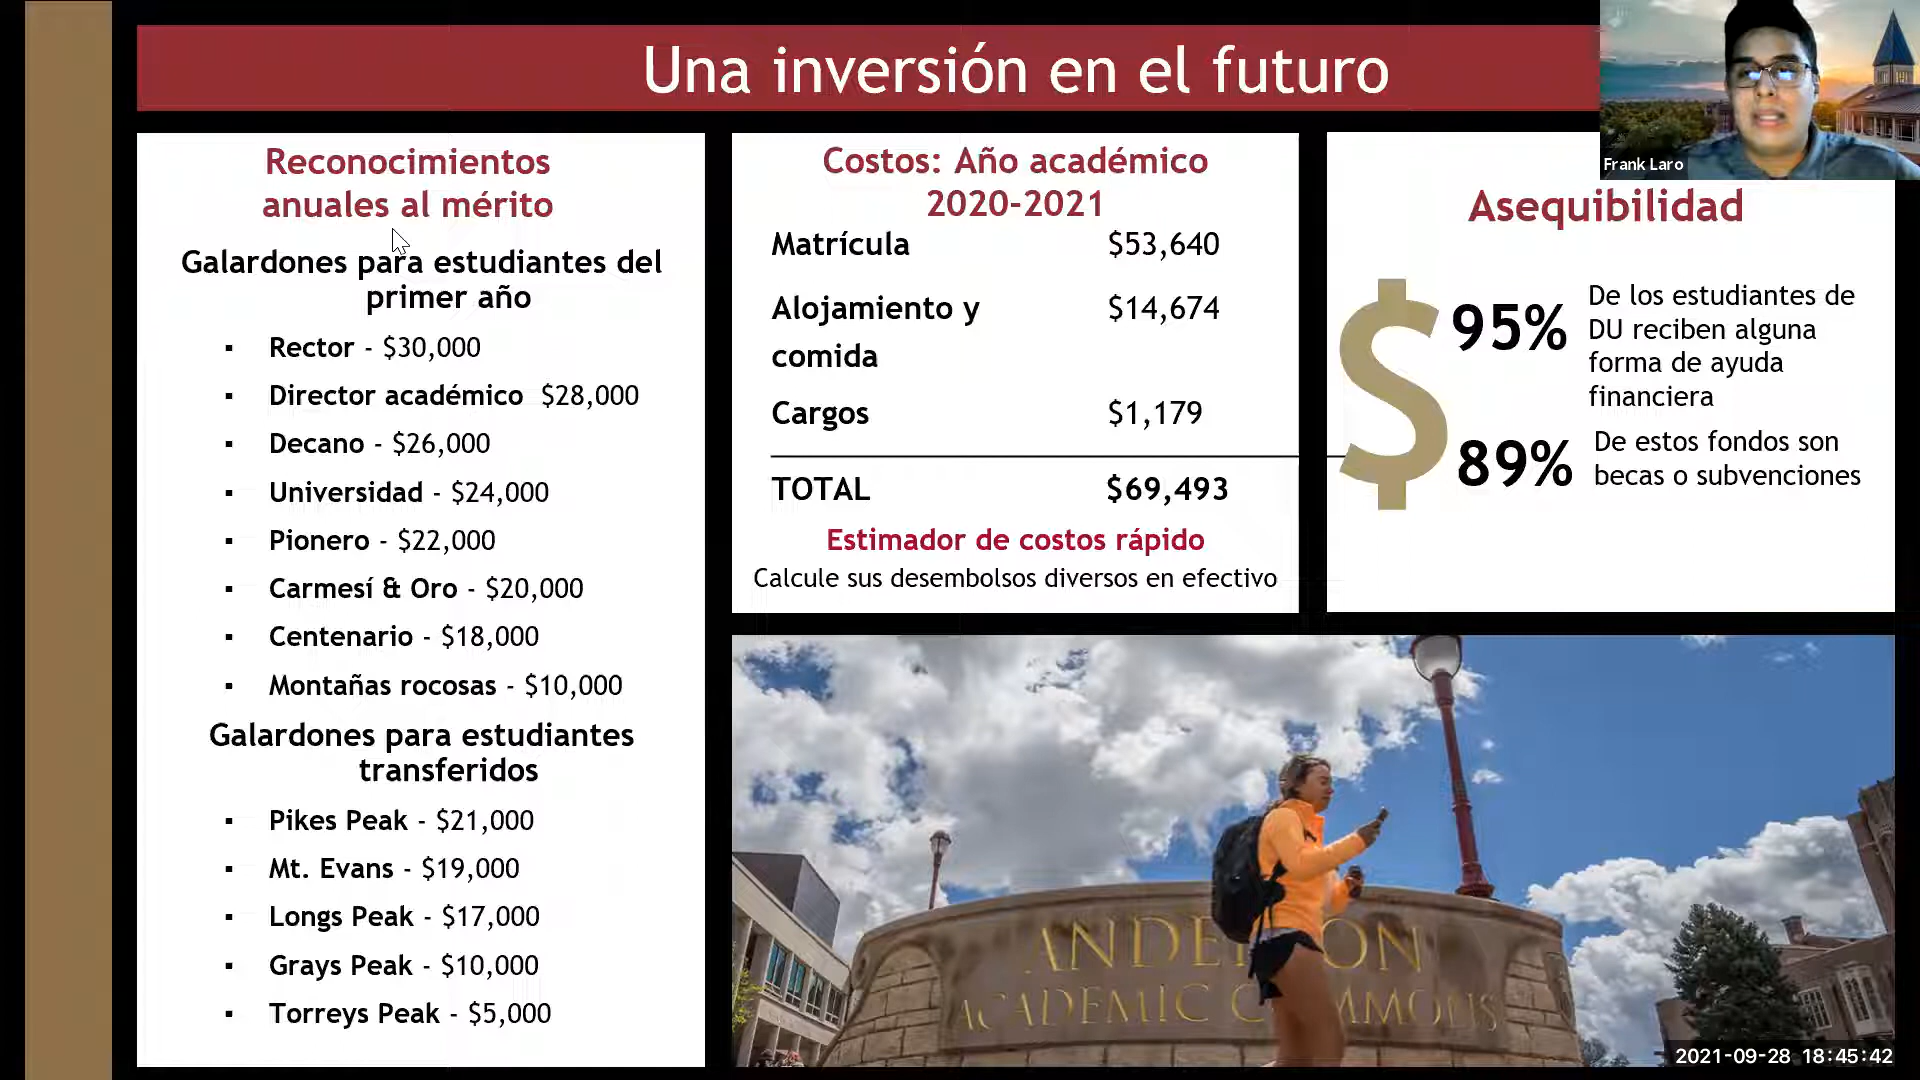 Una inversión en el futuro
Frank Laro
Reconocimientos
anuales al mérito
Galardones para estudiantes del
primer año
▪ Rector - $30,000
▪ Director académico $28,000
▪ Decano - $26,000
▪ Universidad - $24,000
▪ Pionero - $22,000
▪ Carmesí & Oro - $20,000
▪ Centenario - $18,000
▪ Montañas rocosas - $10,000
Galardones para estudiantes
transferidos
▪ Pikes Peak - $21,000
▪ Mt. Evans - $19,000
▪ Longs Peak - $17,000
▪ Grays Peak - $10,000
▪ Torreys Peak - $5,000
Costos: Año académico
2020-2021
Matrícula $53,640
Alojamiento y $14,674
comida
Cargos $1,179
TOTAL $69,493
Estimador de costos rápido
Calcule sus desembolsos diversos en efectivo
Asequibilidad
$
95% De los estudiantes de
DU reciben alguna
forma de ayuda
financiera
89% De estos fondos son
becas o subvenciones
ANDE ON
ACADEMIC C MMONS
2021-09-28 18:45:42